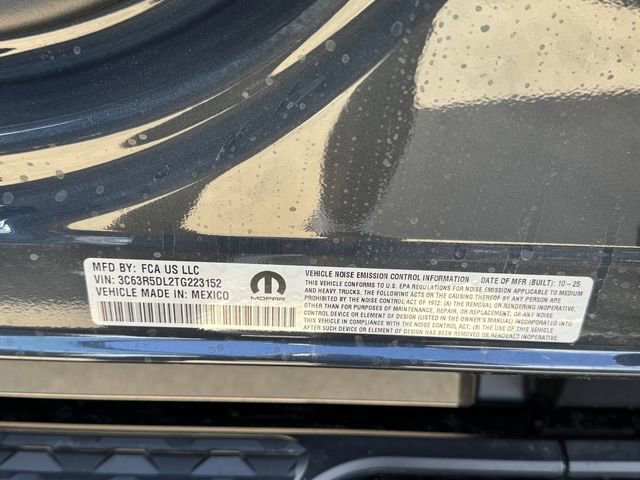 MFD BY: FCA US LLC
VIN: 3C63R5DL2TG223152
VEHICLE MADE IN: MEXICO
MOPAR
VEHICLE NOISE EMISSION CONTROL INFORMATION DATE OF MFR (BUILT): 10-25
THIS VEHICLE CONFORMS TO U.S. EPA REGULATIONS FOR NOISE EMISSION APPLICABLE TO MEDIUM
AND HEAVY TRUCKS. THE FOLLOWING ACTS OR THE CAUSING THEREOF BY ANY PERSON ARE
PROHIBITED BY THE NOISE CONTROL ACT OF 1972: (A) THE REMOVAL OR RENDERING INOPERATIVE,
OTHER THAN FOR PURPOSES OF MAINTENANCE, REPAIR, OR REPLACEMENT, OF ANY NOISE
CONTROL DEVICE OR ELEMENT OF DESIGN (LISTED IN THE OWNER'S MANUAL) INCORPORATED INTO
THIS VEHICLE IN COMPLIANCE WITH THE NOISE CONTROL ACT; (B) THE USE OF THIS VEHICLE
AFTER SUCH DEVICE OR ELEMENT OF DESIGN HAS BEEN REMOVED OR RENDERED INOPERATIVE.